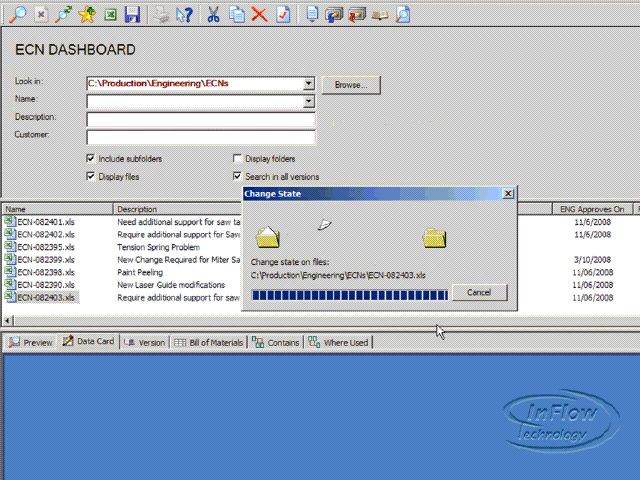 ECN DASHBOARD
Look in: C:\Production\Engineering\ECNs Browse...
Name:
Description:
Customer:
Include subfolders Display folders
Display files Search in all versions
Name Description ENG Approves On
ECN-082401.xls Need additional support for saw ta 11/6/2008
ECN-082402.xls Require additional support for Saw 11/6/2008
ECN-082395.xls Tension Spring Problem
ECN-082399.xls New Change Required for Miter Sa 3/10/2008
ECN-082398.xls Paint Peeling 11/06/2008
ECN-082390.xls New Laser Guide modifications 11/06/2008
ECN-082403.xls Require additional support for saw 11/6/2008
Change State
Change state on files:
C:\Production\Engineering\ECNs\ECN-082403.xls
Cancel
Preview Data Card Version Bill of Materials Contains Where Used
InFlow
Technology